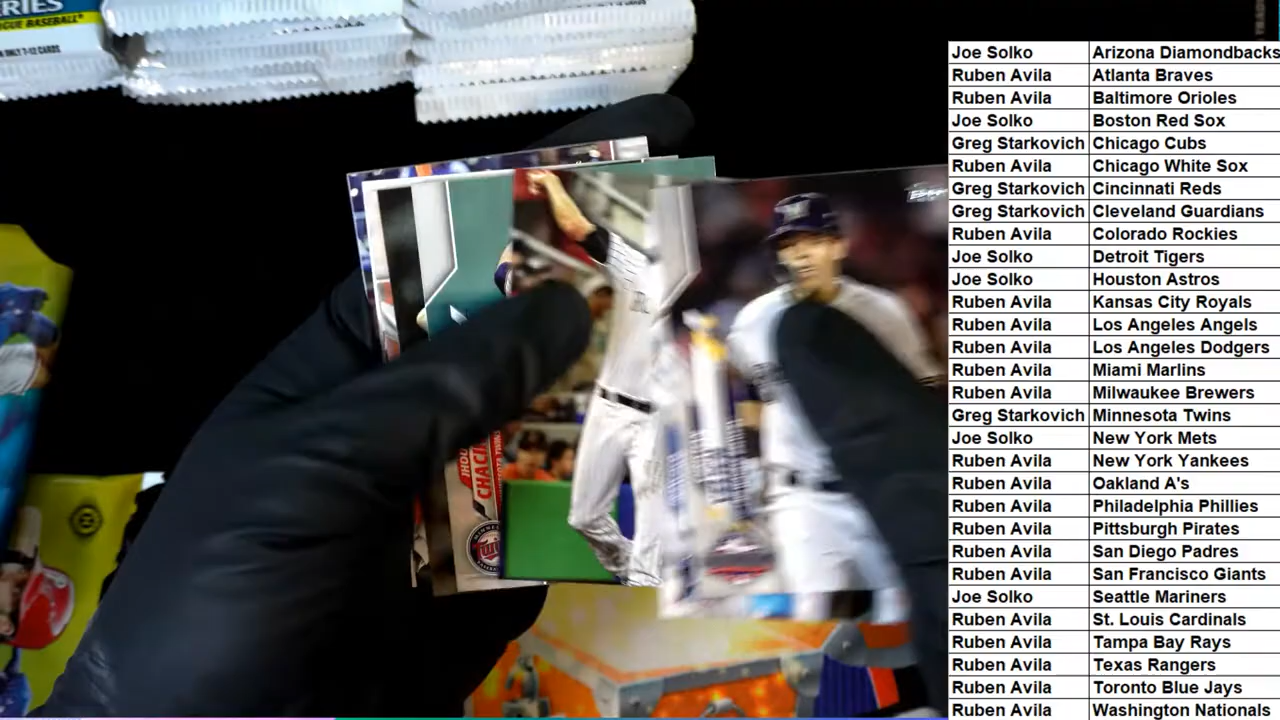 RIES
GUE BASEBALL
Joe Solko Arizona Diamondbacks
Ruben Avila Atlanta Braves
Ruben Avila Baltimore Orioles
Joe Solko Boston Red Sox
Greg Starkovich Chicago Cubs
Ruben Avila Chicago White Sox
Greg Starkovich Cincinnati Reds
Greg Starkovich Cleveland Guardians
Ruben Avila Colorado Rockies
Joe Solko Detroit Tigers
Joe Solko Houston Astros
Ruben Avila Kansas City Royals
Ruben Avila Los Angeles Angels
Ruben Avila Los Angeles Dodgers
Ruben Avila Miami Marlins
Ruben Avila Milwaukee Brewers
Greg Starkovich Minnesota Twins
Joe Solko New York Mets
Ruben Avila New York Yankees
Ruben Avila Oakland A's
Ruben Avila Philadelphia Phillies
Ruben Avila Pittsburgh Pirates
Ruben Avila San Diego Padres
Ruben Avila San Francisco Giants
Joe Solko Seattle Mariners
Ruben Avila St. Louis Cardinals
Ruben Avila Tampa Bay Rays
Ruben Avila Texas Rangers
Ruben Avila Toronto Blue Jays
Ruben Avila Washington Nationals
CHACI